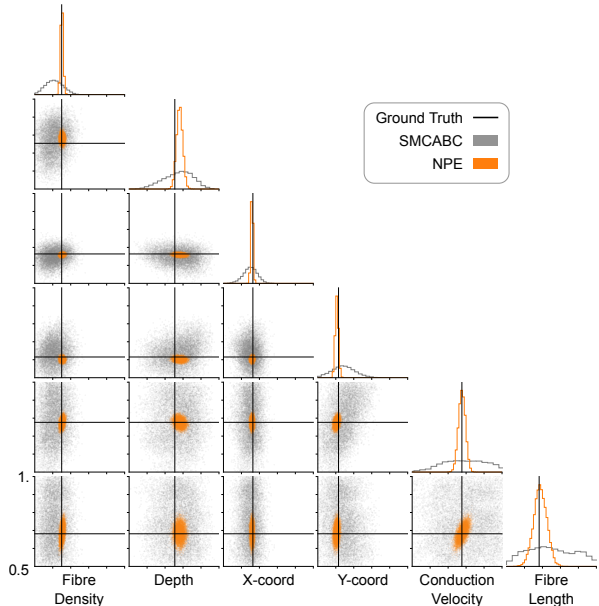 Ground Truth
SMCABC
NPE
1.
0.5
Fibre Density
Depth
X-coord
Y-coord
Conduction Velocity
Fibre Length